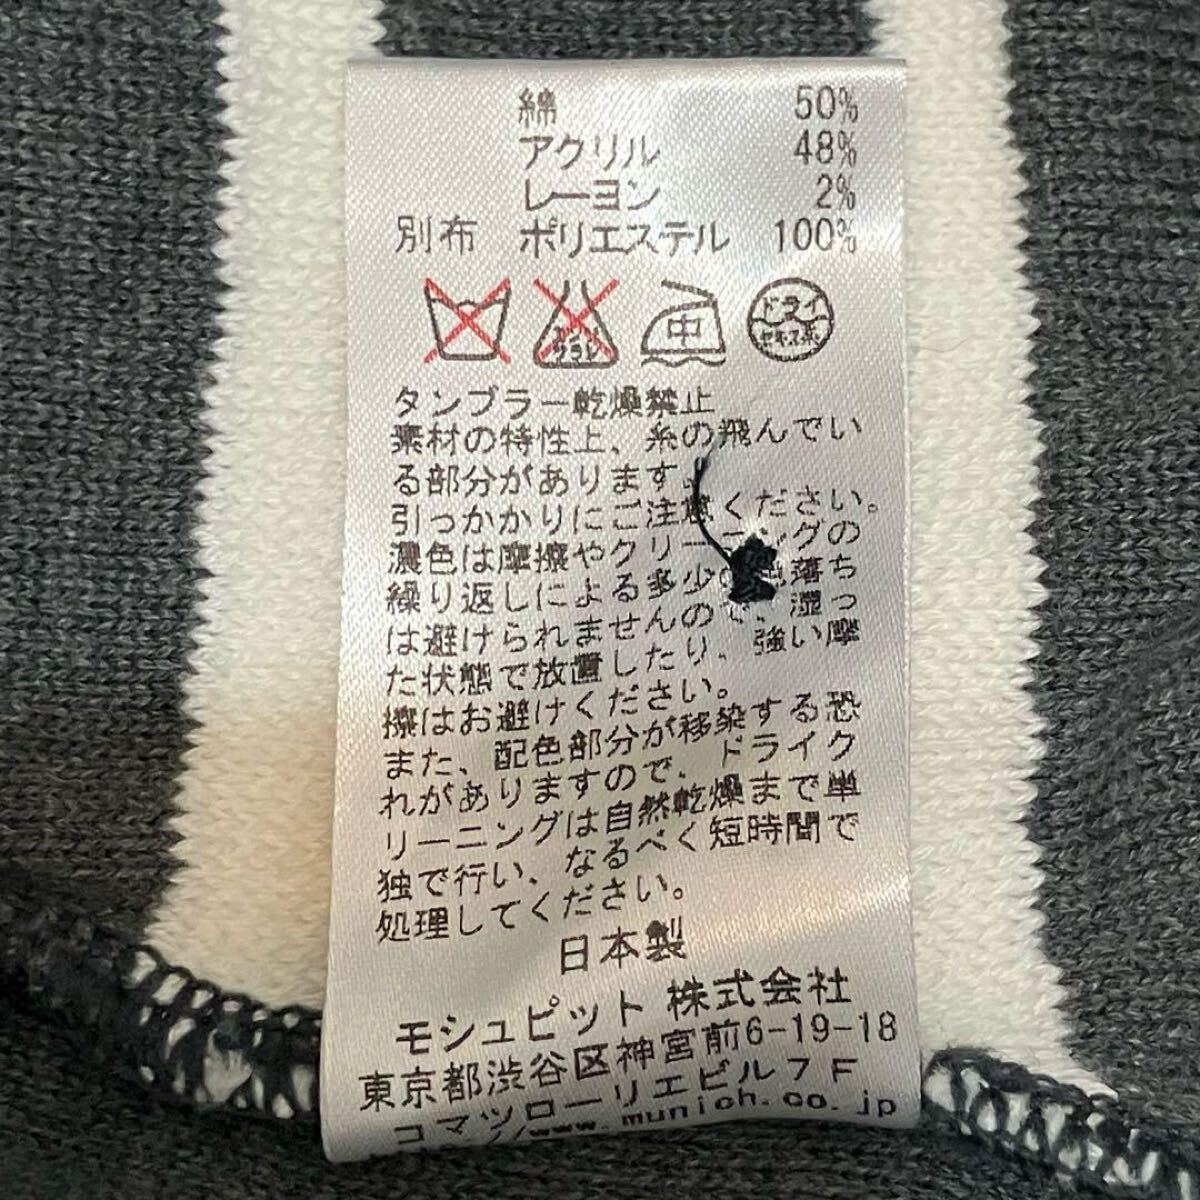 綿 50%
アクリル 48%
レーヨン 2%
別布 ポリエステル 100%
エンソ サラシ 中 ドライ セキユ系
タンブラー乾燥禁止
素材の特性上、糸の飛んでい
る部分があります。
引っかかりにご注意ください。
濃色は摩擦やクリーニングの
繰り返しによる多少の色落ち
は避けられませんので、湿っ
た状態で放置したり、強い摩
擦はお避けください。
また、配色部分が移染する恐
れがありますので、ドライク
リーニングは自然乾燥まで単
独で行い、なるべく短時間で
処理してください。
日本製
モシュピット 株式会社
東京都渋谷区神宮前6-19-18
コマツローリエビル7F
www.munich.co.jp